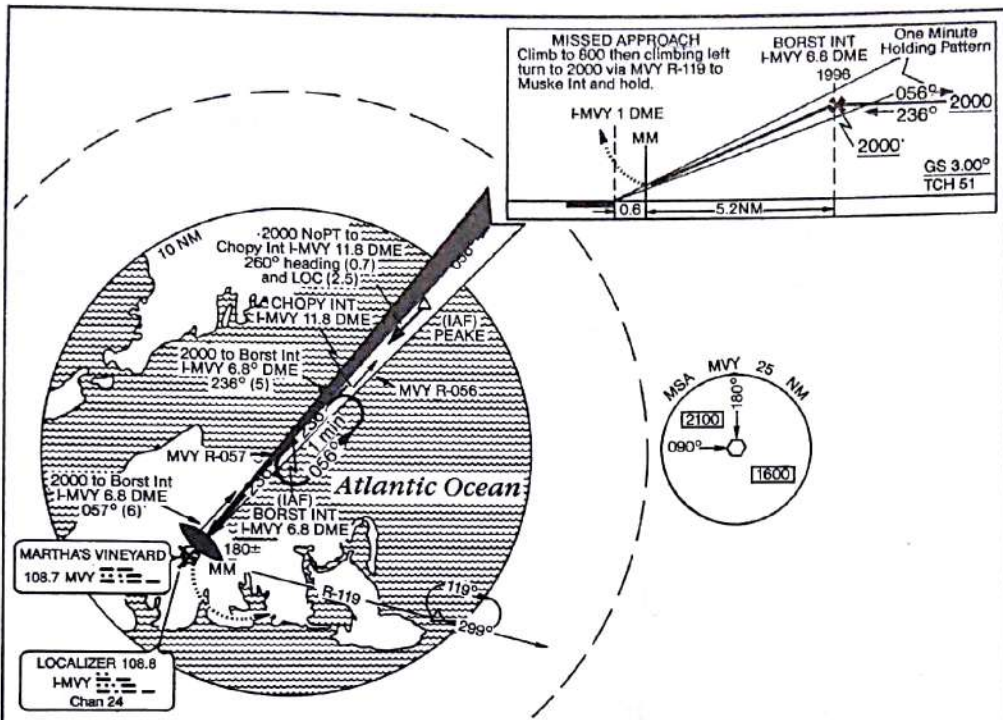 MISSED APPROACH
Climb to 600 then climbing left
turn to 2000 via MVY R-119 to
Muske Int and hold.
BORST INT
I-MVY 6.8 DME
1996
One Minute
Holding Pattern
056°
236°
2000
2000'
I-MVY 1 DME
MM
GS 3.00°
TCH 51
0.6
5.2NM
10 NM
2000 NoPT to
Chopy Int I-MVY 11.8 DME
260° heading (0.7)
and LOC (2.5)
056°
CHOPY INT
I-MVY 11.8 DME
(IAF)
PEAKE
2000 to Borst Int
I-MVY 6.8° DME
236° (5)
MVY R-056
236°
1 min
056°
MVY R-057
236°
2000 to Borst Int
I-MVY 6.8 DME
057° (6)
(IAF)
BORST INT
I-MVY 6.8 DME
Atlantic Ocean
180±
MM
MARTHA'S VINEYARD
108.7 MVY
R-119
119°
299°
LOCALIZER 108.8
I-MVY
Chan 24
MSA MVY 25 NM
180°
2100
090°
1600